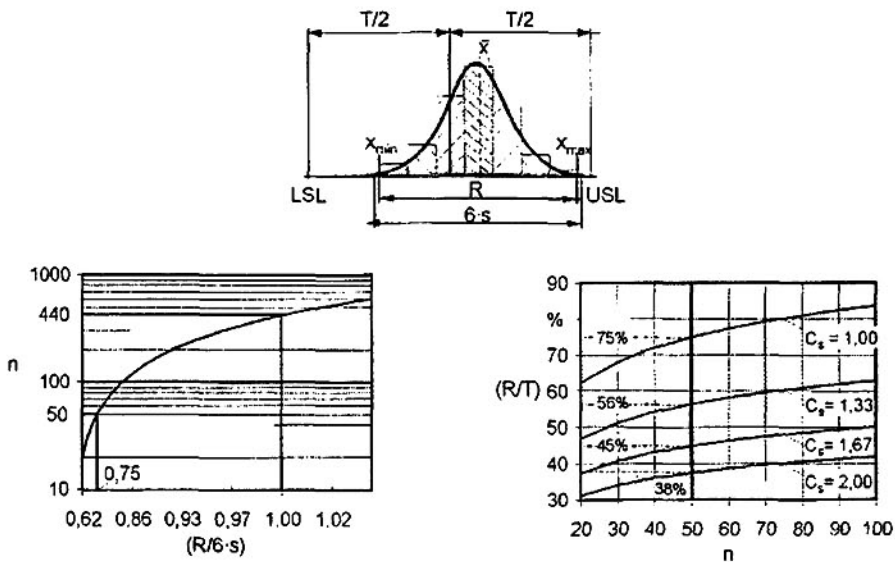 T/2 T/2
x̄
x_min x_max
LSL R USL
6·s
1000
440
n
100
50
0,75
10
0,62 0,86 0,93 0,97 1.00 1.02
(R/6·s)
90
%
75% C_s = 1,00
70
(R/T) 60
56% C_s = 1,33
50
45% C_s = 1,67
40
38% C_s = 2,00
30
20 30 40 50 60 70 80 90 100
n